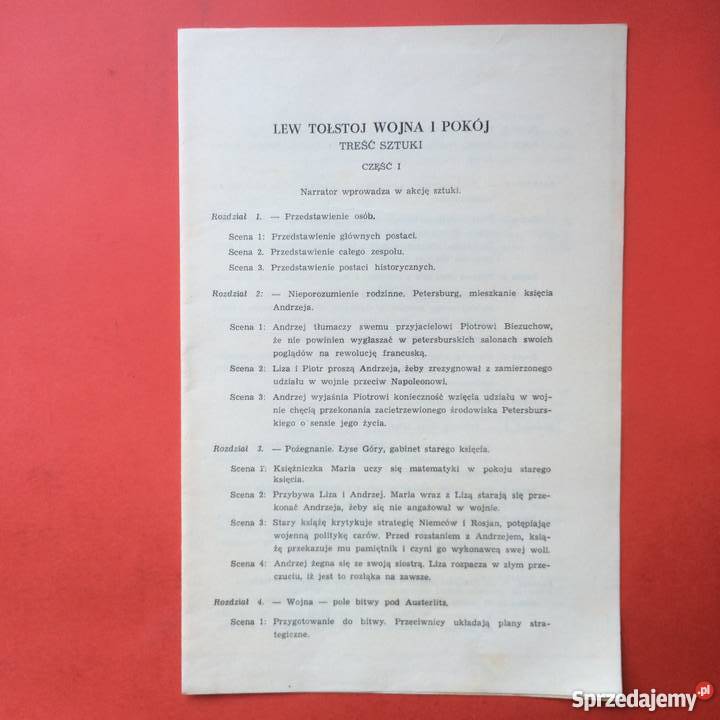 LEW TOŁSTOJ WOJNA I POKÓJ
TREŚĆ SZTUKI
CZĘŚĆ I
Narrator wprowadza w akcję sztuki.
Rozdział 1. — Przedstawienie osób.
Scena 1: Przedstawienie głównych postaci.
Scena 2. Przedstawienie całego zespołu.
Scena 3. Przedstawienie postaci historycznych.
Rozdział 2: — Nieporozumienie rodzinne. Petersburg, mieszkanie księcia
Andrzeja.
Scena 1: Andrzej tłumaczy swemu przyjacielowi Piotrowi Biezuchow,
że nie powinien wygłaszać w petersburskich salonach swoich
poglądów na rewolucję francuską.
Scena 2: Liza i Piotr proszą Andrzeja, żeby zrezygnował z zamierzonego
udziału w wojnie przeciw Napoleonowi.
Scena 3: Andrzej wyjaśnia Piotrowi konieczność wzięcia udziału w woj-
nie chęcią przekonania zacietrzewionego środowiska Petersburs-
kiego o sensie jego życia.
Rozdział 3. — Pożegnanie. Łyse Góry, gabinet starego księcia.
Scena 1: Księżniczka Maria uczy się matematyki w pokoju starego
księcia.
Scena 2: Przybywa Liza i Andrzej. Maria wraz z Lizą starają się prze-
konać Andrzeja, żeby się nie angażował w wojnie.
Scena 3: Stary książę krytykuje strategię Niemców i Rosjan, potępiając
wojenną politykę carów. Przed rozstaniem z Andrzejem, ksią-
żę przekazuje mu pamiętnik i czyni go wykonawcą swej woli.
Scena 4: Andrzej żegna się ze swoją siostrą. Liza rozpacza w złym prze-
czuciu, iż jest to rozłąka na zawsze.
Rozdział 4. — Wojna — pole bitwy pod Austerlitz.
Scena 1: Przygotowanie do bitwy. Przeciwnicy układają plany stra-
tegiczne.
Sprzedajemy.pl